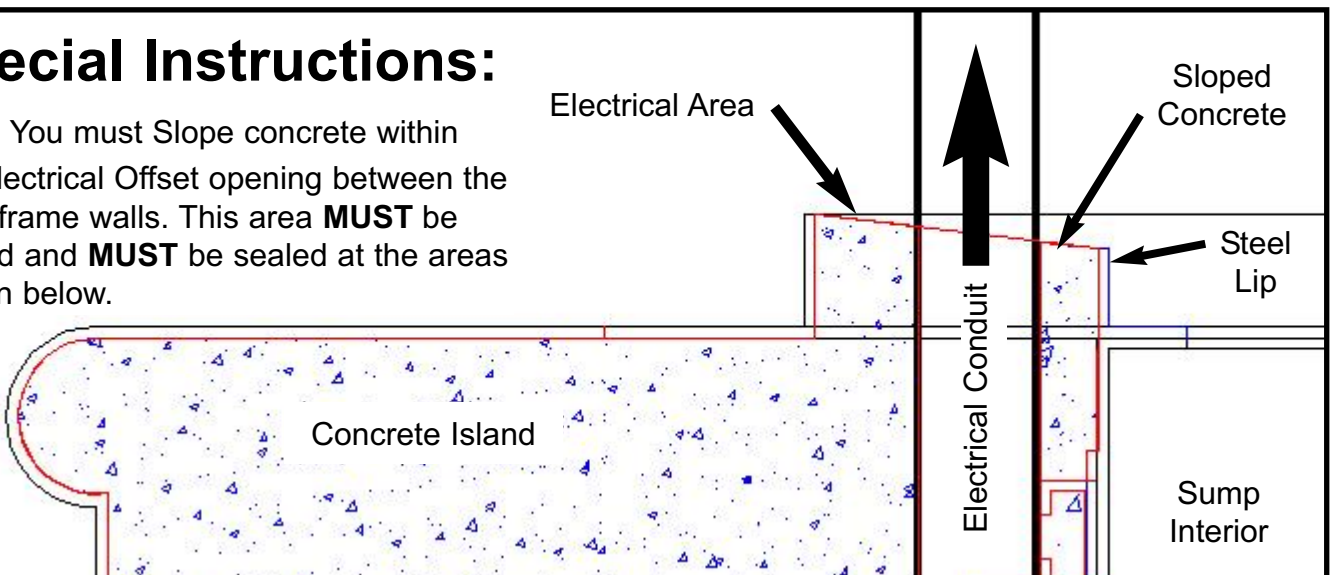 ecial Instructions:
You must Slope concrete within
lectrical Offset opening between the
frame walls. This area MUST be
d and MUST be sealed at the areas
n below.
Electrical Area
Sloped
Concrete
Steel
Lip
Electrical Conduit
Concrete Island
Sump
Interior